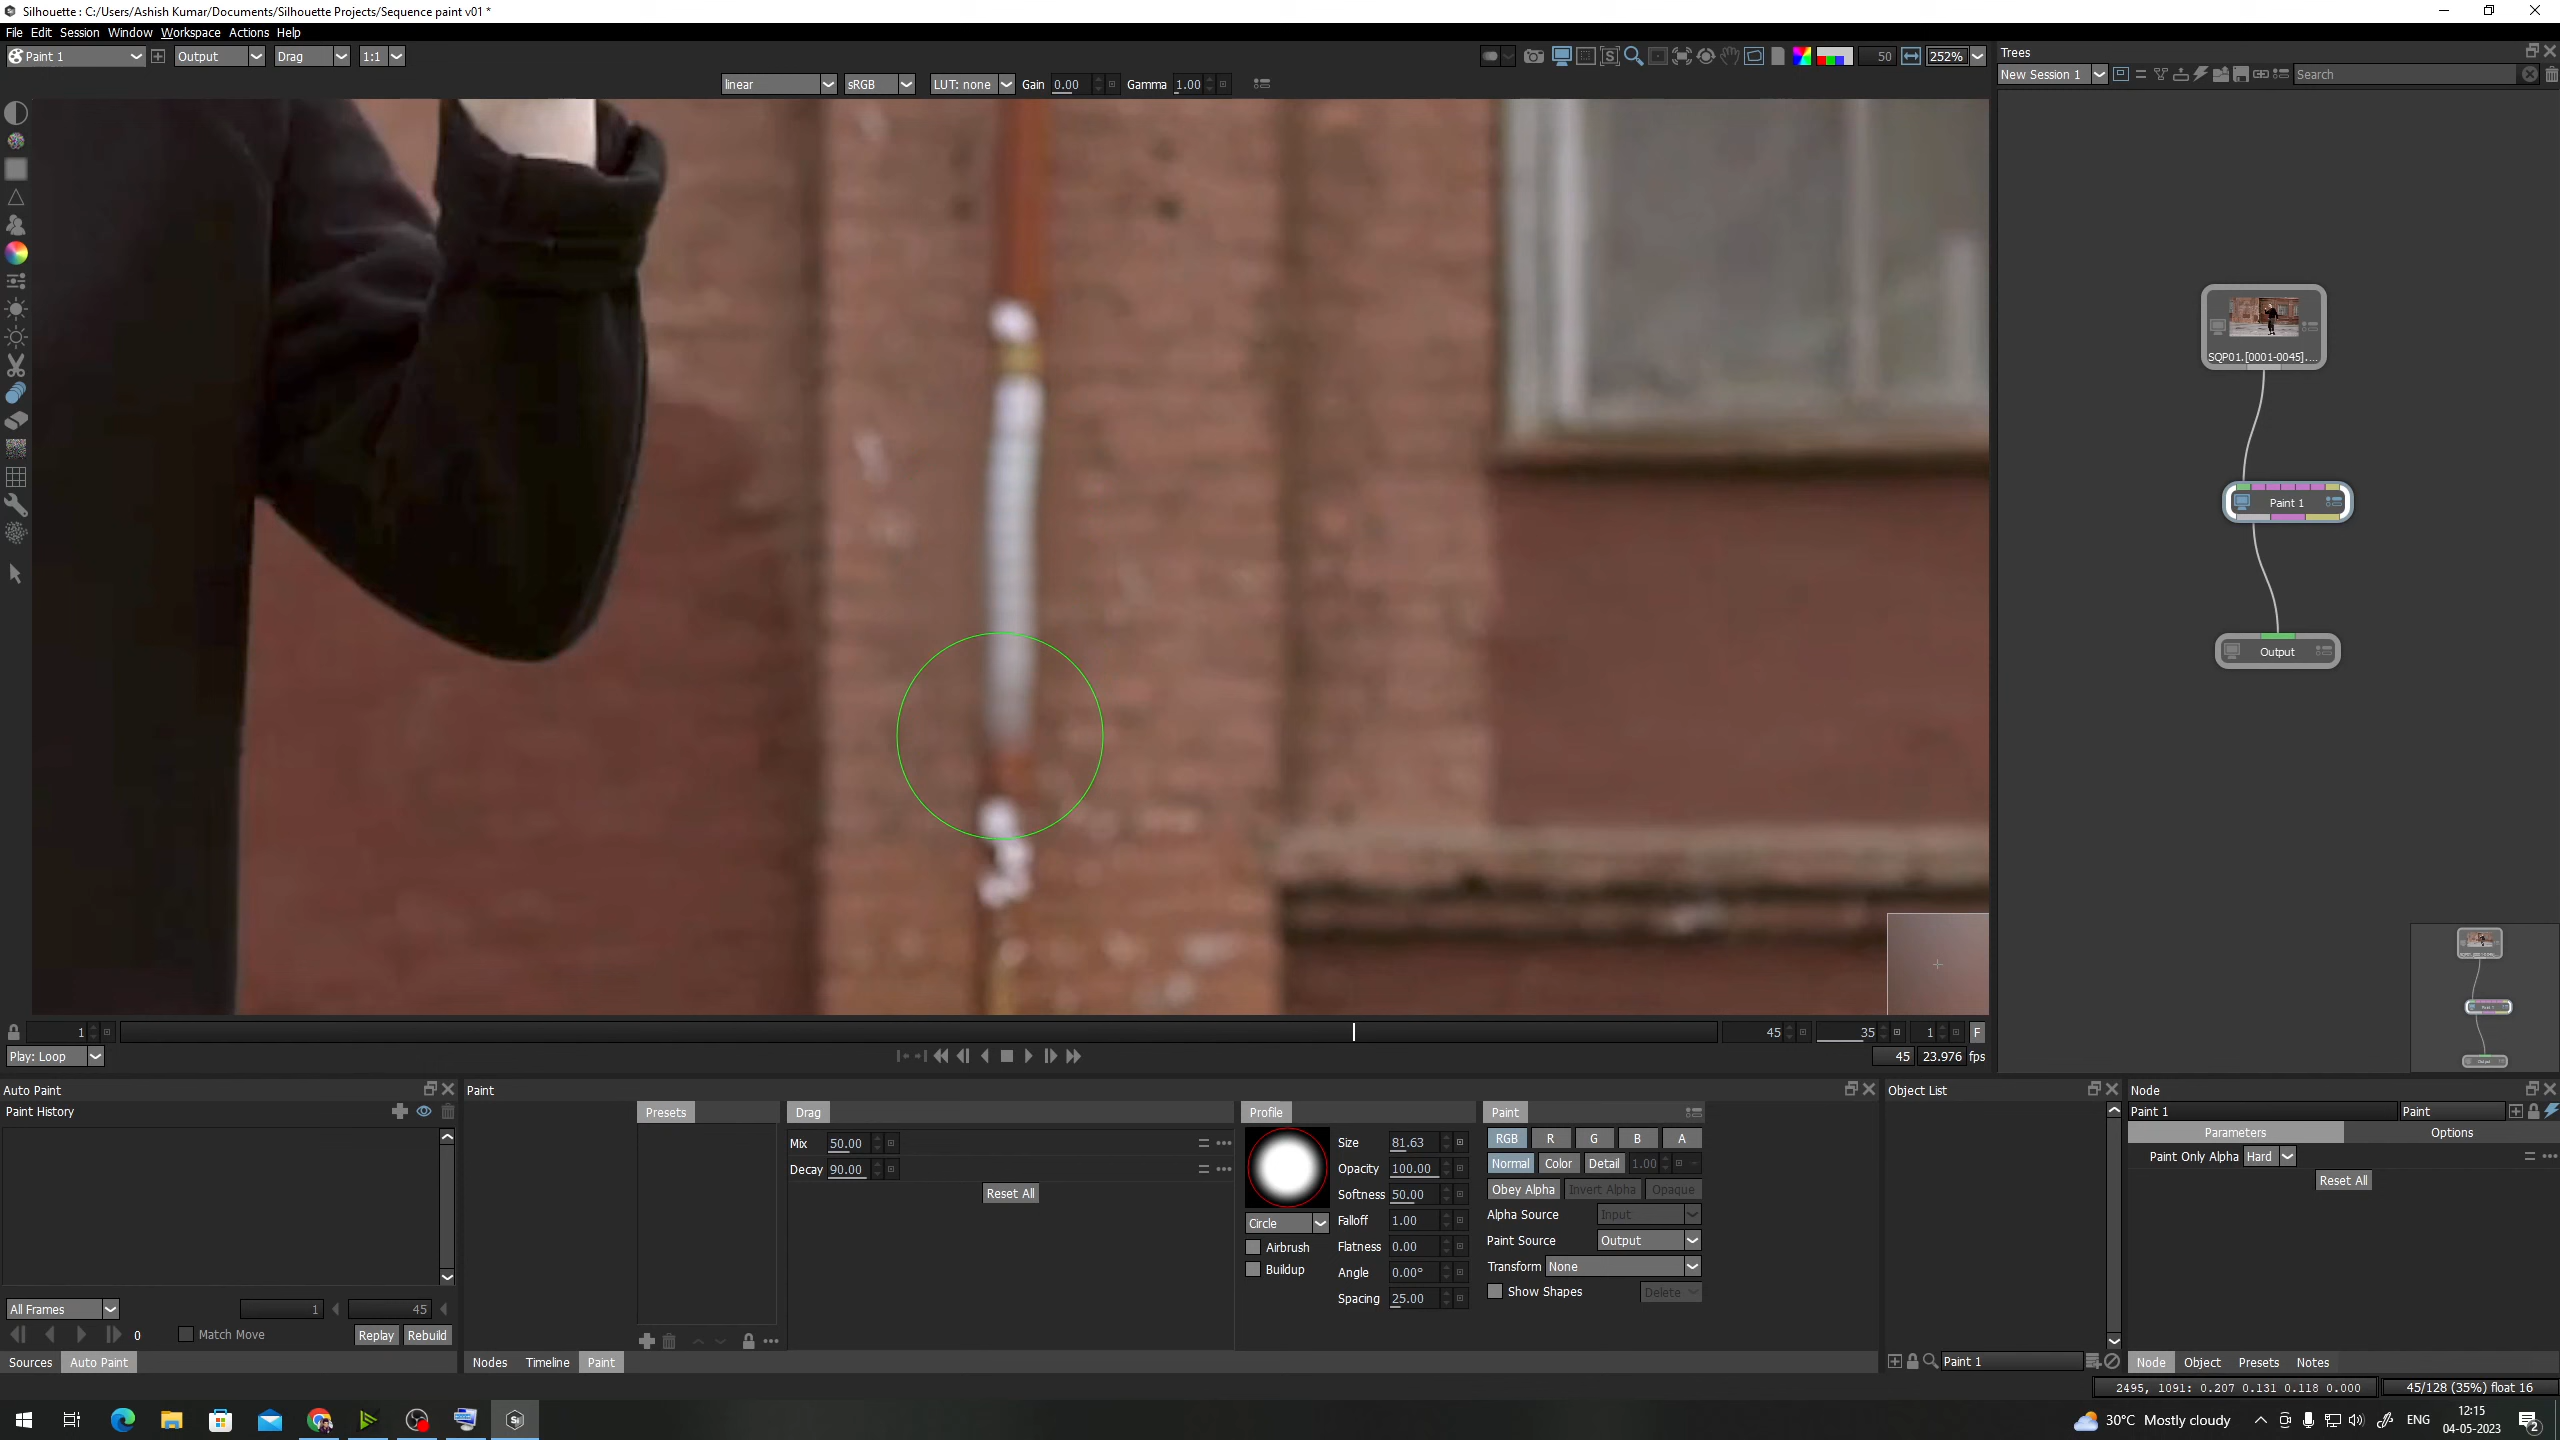 Silhouette : C:/Users/Ashish Kumar/Documents/Silhouette Projects/Sequence paint v01 *
File Edit Session Window Workspace Actions Help
Paint 1 Output Drag 1:1 50 252%
linear sRGB LUT: none Gain 0.00 Gamma 1.00
Trees
New Session 1 Search
SQP01.[0001-0045]....
Paint 1
Output
1 45 35 1 F
Play: Loop 45 23.976 fps
Auto Paint
Paint History
All Frames 1 45
0 Match Move Replay Rebuild
Sources Auto Paint
Paint
Presets
Drag
Mix 50.00
Decay 90.00
Reset All
Profile
Circle
Airbrush
Buildup
Size 81.63
Opacity 100.00
Softness 50.00
Falloff 1.00
Flatness 0.00
Angle 0.00°
Spacing 25.00
Paint
RGB R G B A
Normal Color Detail 1.00
Obey Alpha Invert Alpha Opaque
Alpha Source Input
Paint Source Output
Transform None
Show Shapes Delete
Nodes Timeline Paint
Object List
Paint 1
Node
Paint 1 Paint
Parameters Options
Paint Only Alpha Hard
Reset All
Node Object Presets Notes
2495, 1091: 0.207 0.131 0.118 0.000 45/128 (35%) float 16
30°C Mostly cloudy ENG 12:15
04-05-2023 2